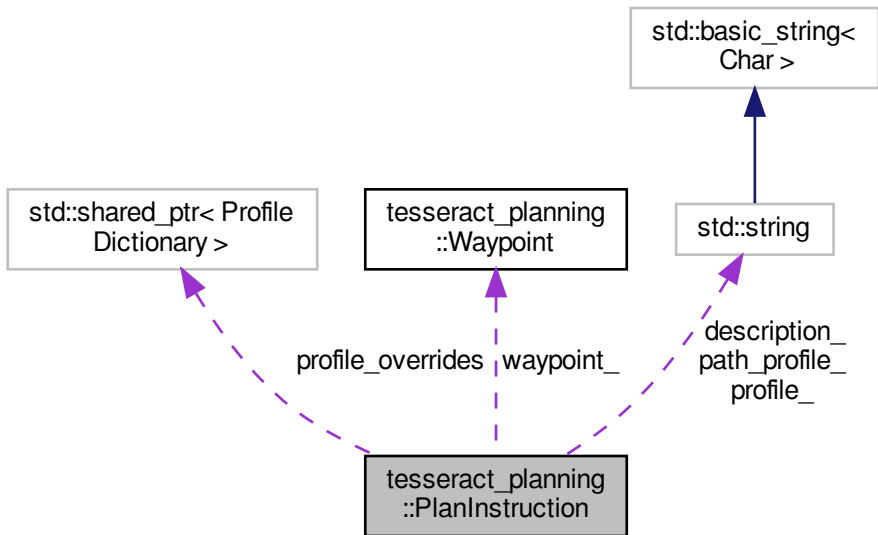 std::basic_string<
Char >
std::shared_ptr< Profile
Dictionary >
tesseract_planning
::Waypoint
std::string
profile_overrides
waypoint_
description_
path_profile_
profile_
tesseract_planning
::PlanInstruction